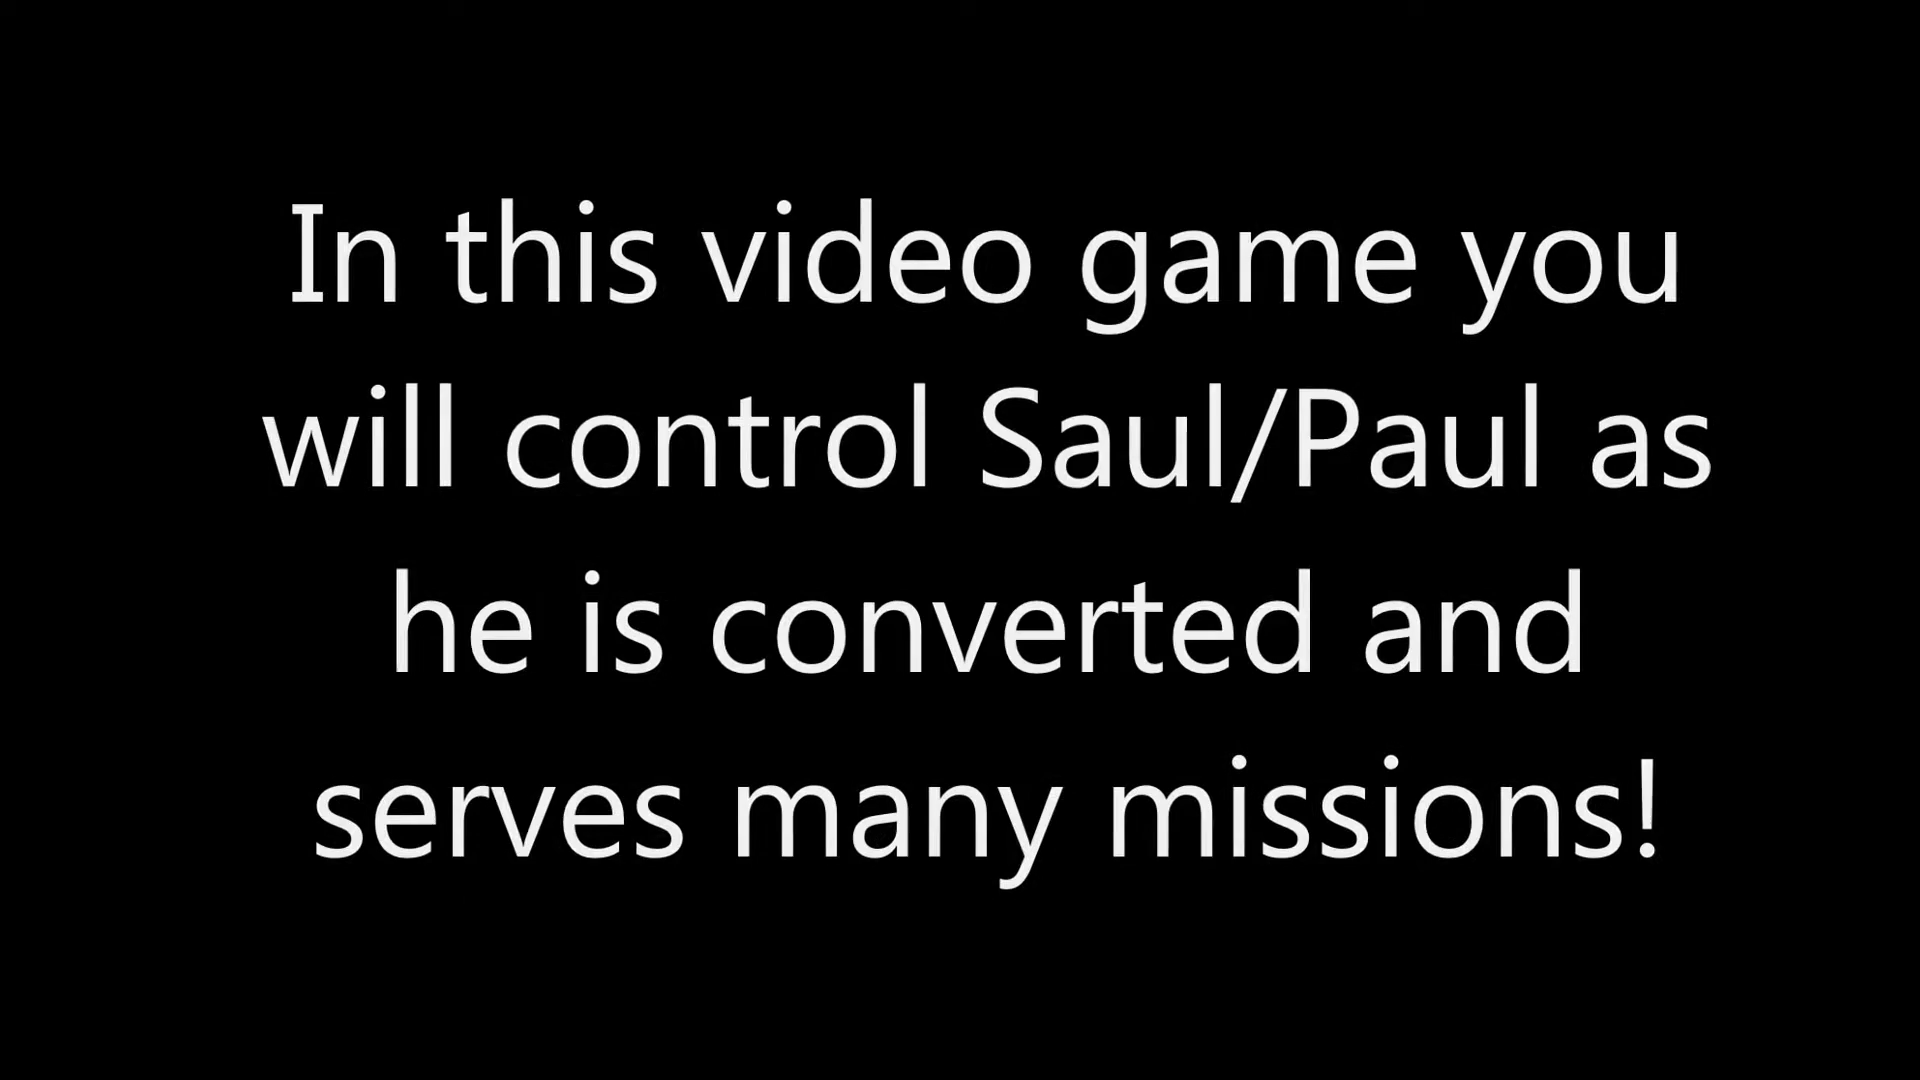 In this video game you
will control Saul/Paul as
he is converted and
serves many missions!